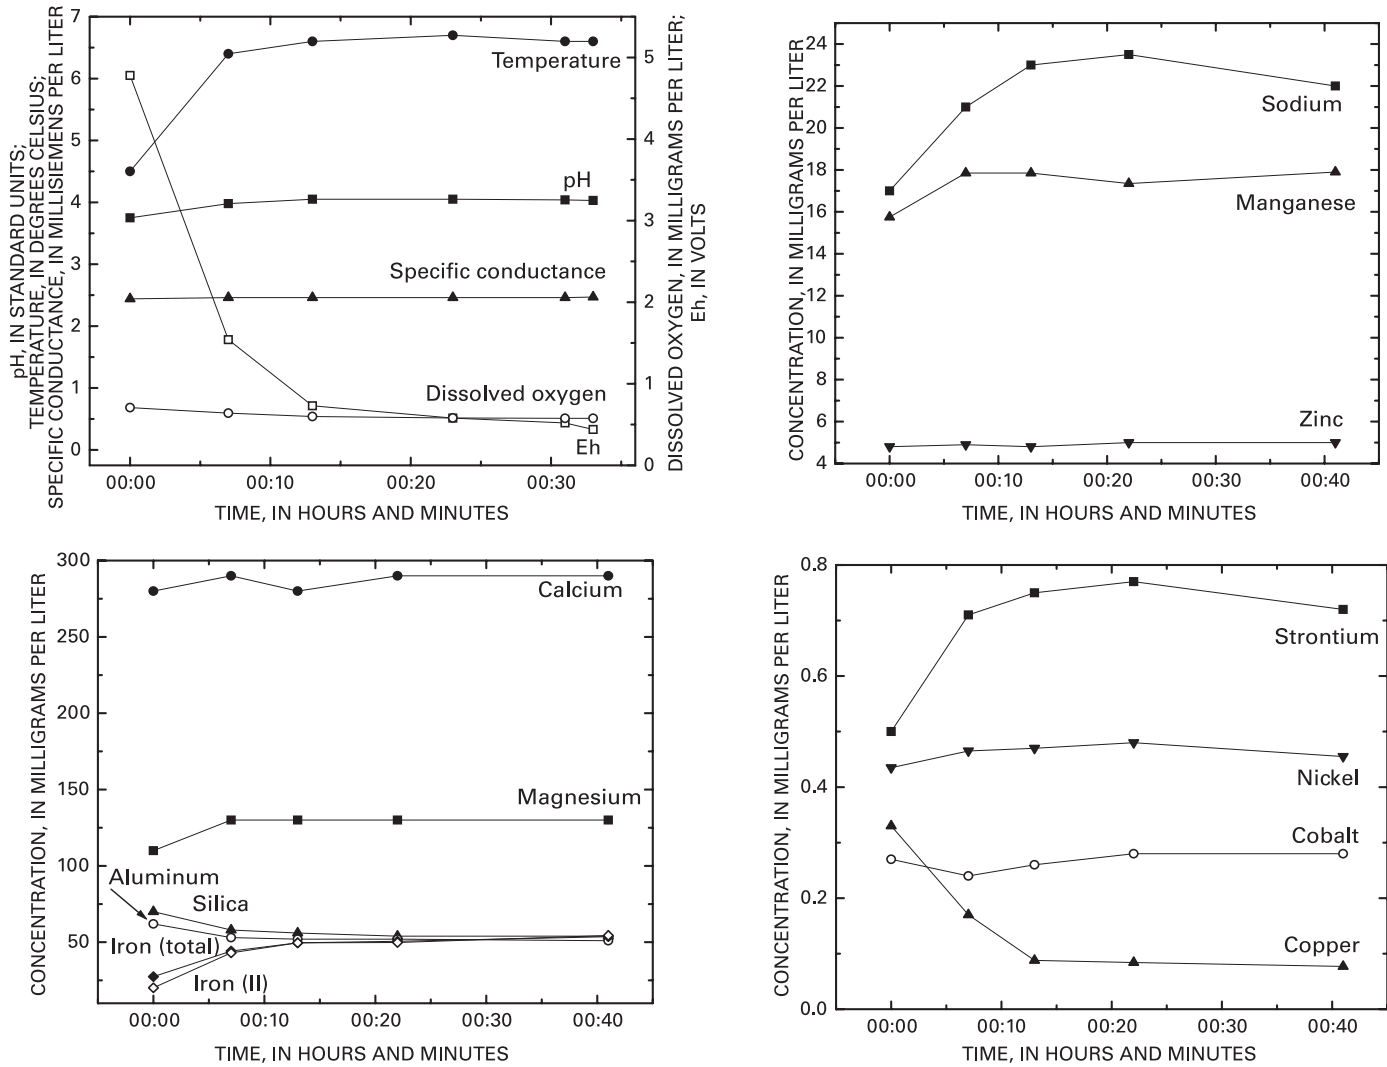 pH, IN STANDARD UNITS;
TEMPERATURE, IN DEGREES CELSIUS;
SPECIFIC CONDUCTANCE, IN MILLISIEMENS PER LITER
7
6
5
4
3
2
1
0
Temperature
pH
Specific conductance
Dissolved oxygen
Eh
5
4
3
2
1
0
DISSOLVED OXYGEN, IN MILLIGRAMS PER LITER;
Eh, IN VOLTS
00:00 00:10 00:20 00:30
TIME, IN HOURS AND MINUTES
CONCENTRATION, IN MILLIGRAMS PER LITER
24
22
20
18
16
14
12
10
8
6
4
Sodium
Manganese
Zinc
00:00 00:10 00:20 00:30 00:40
TIME, IN HOURS AND MINUTES
CONCENTRATION, IN MILLIGRAMS PER LITER
300
250
200
150
100
50
Calcium
Magnesium
Aluminum
Silica
Iron (total)
Iron (II)
00:00 00:10 00:20 00:30 00:40
TIME, IN HOURS AND MINUTES
CONCENTRATION, IN MILLIGRAMS PER LITER
0.8
0.6
0.4
0.2
0.0
Strontium
Nickel
Cobalt
Copper
00:00 00:10 00:20 00:30 00:40
TIME, IN HOURS AND MINUTES